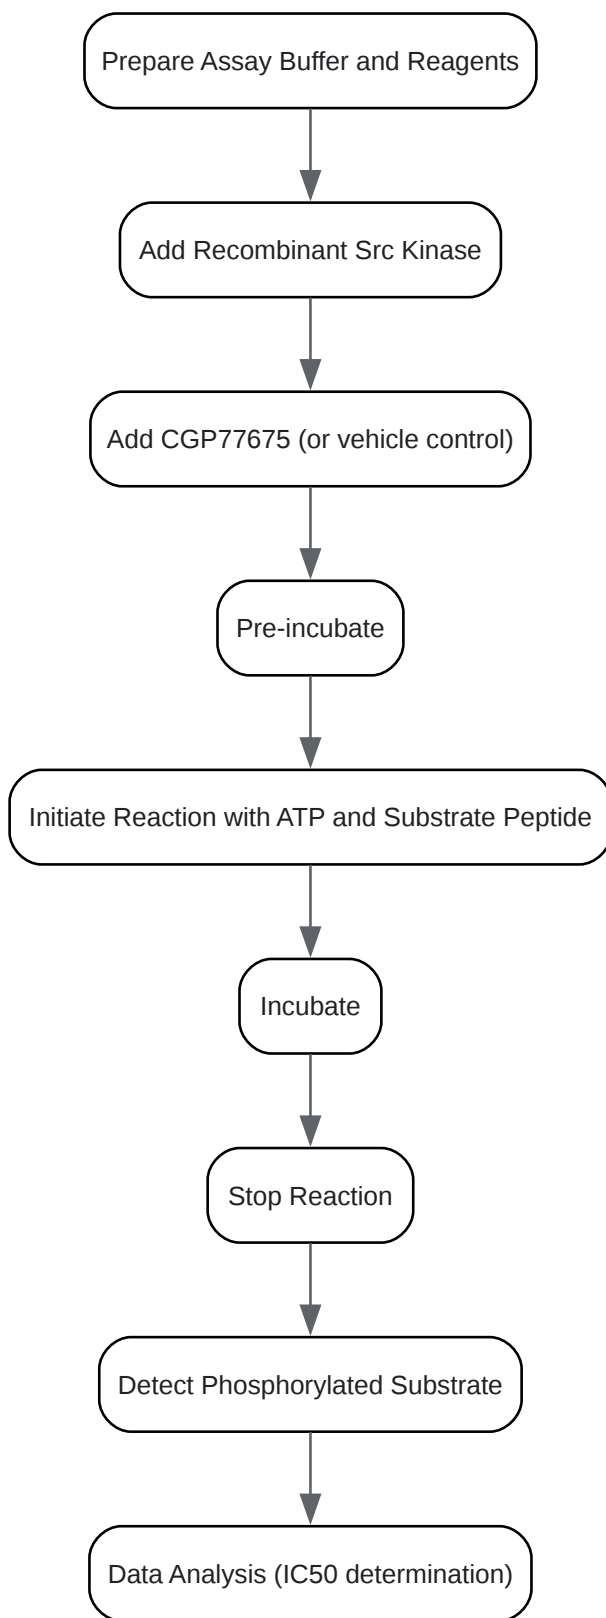 Prepare Assay Buffer and Reagents
Add Recombinant Src Kinase
Add CGP77675 (or vehicle control)
Pre-incubate
Initiate Reaction with ATP and Substrate Peptide
Incubate
Stop Reaction
Detect Phosphorylated Substrate
Data Analysis (IC50 determination)